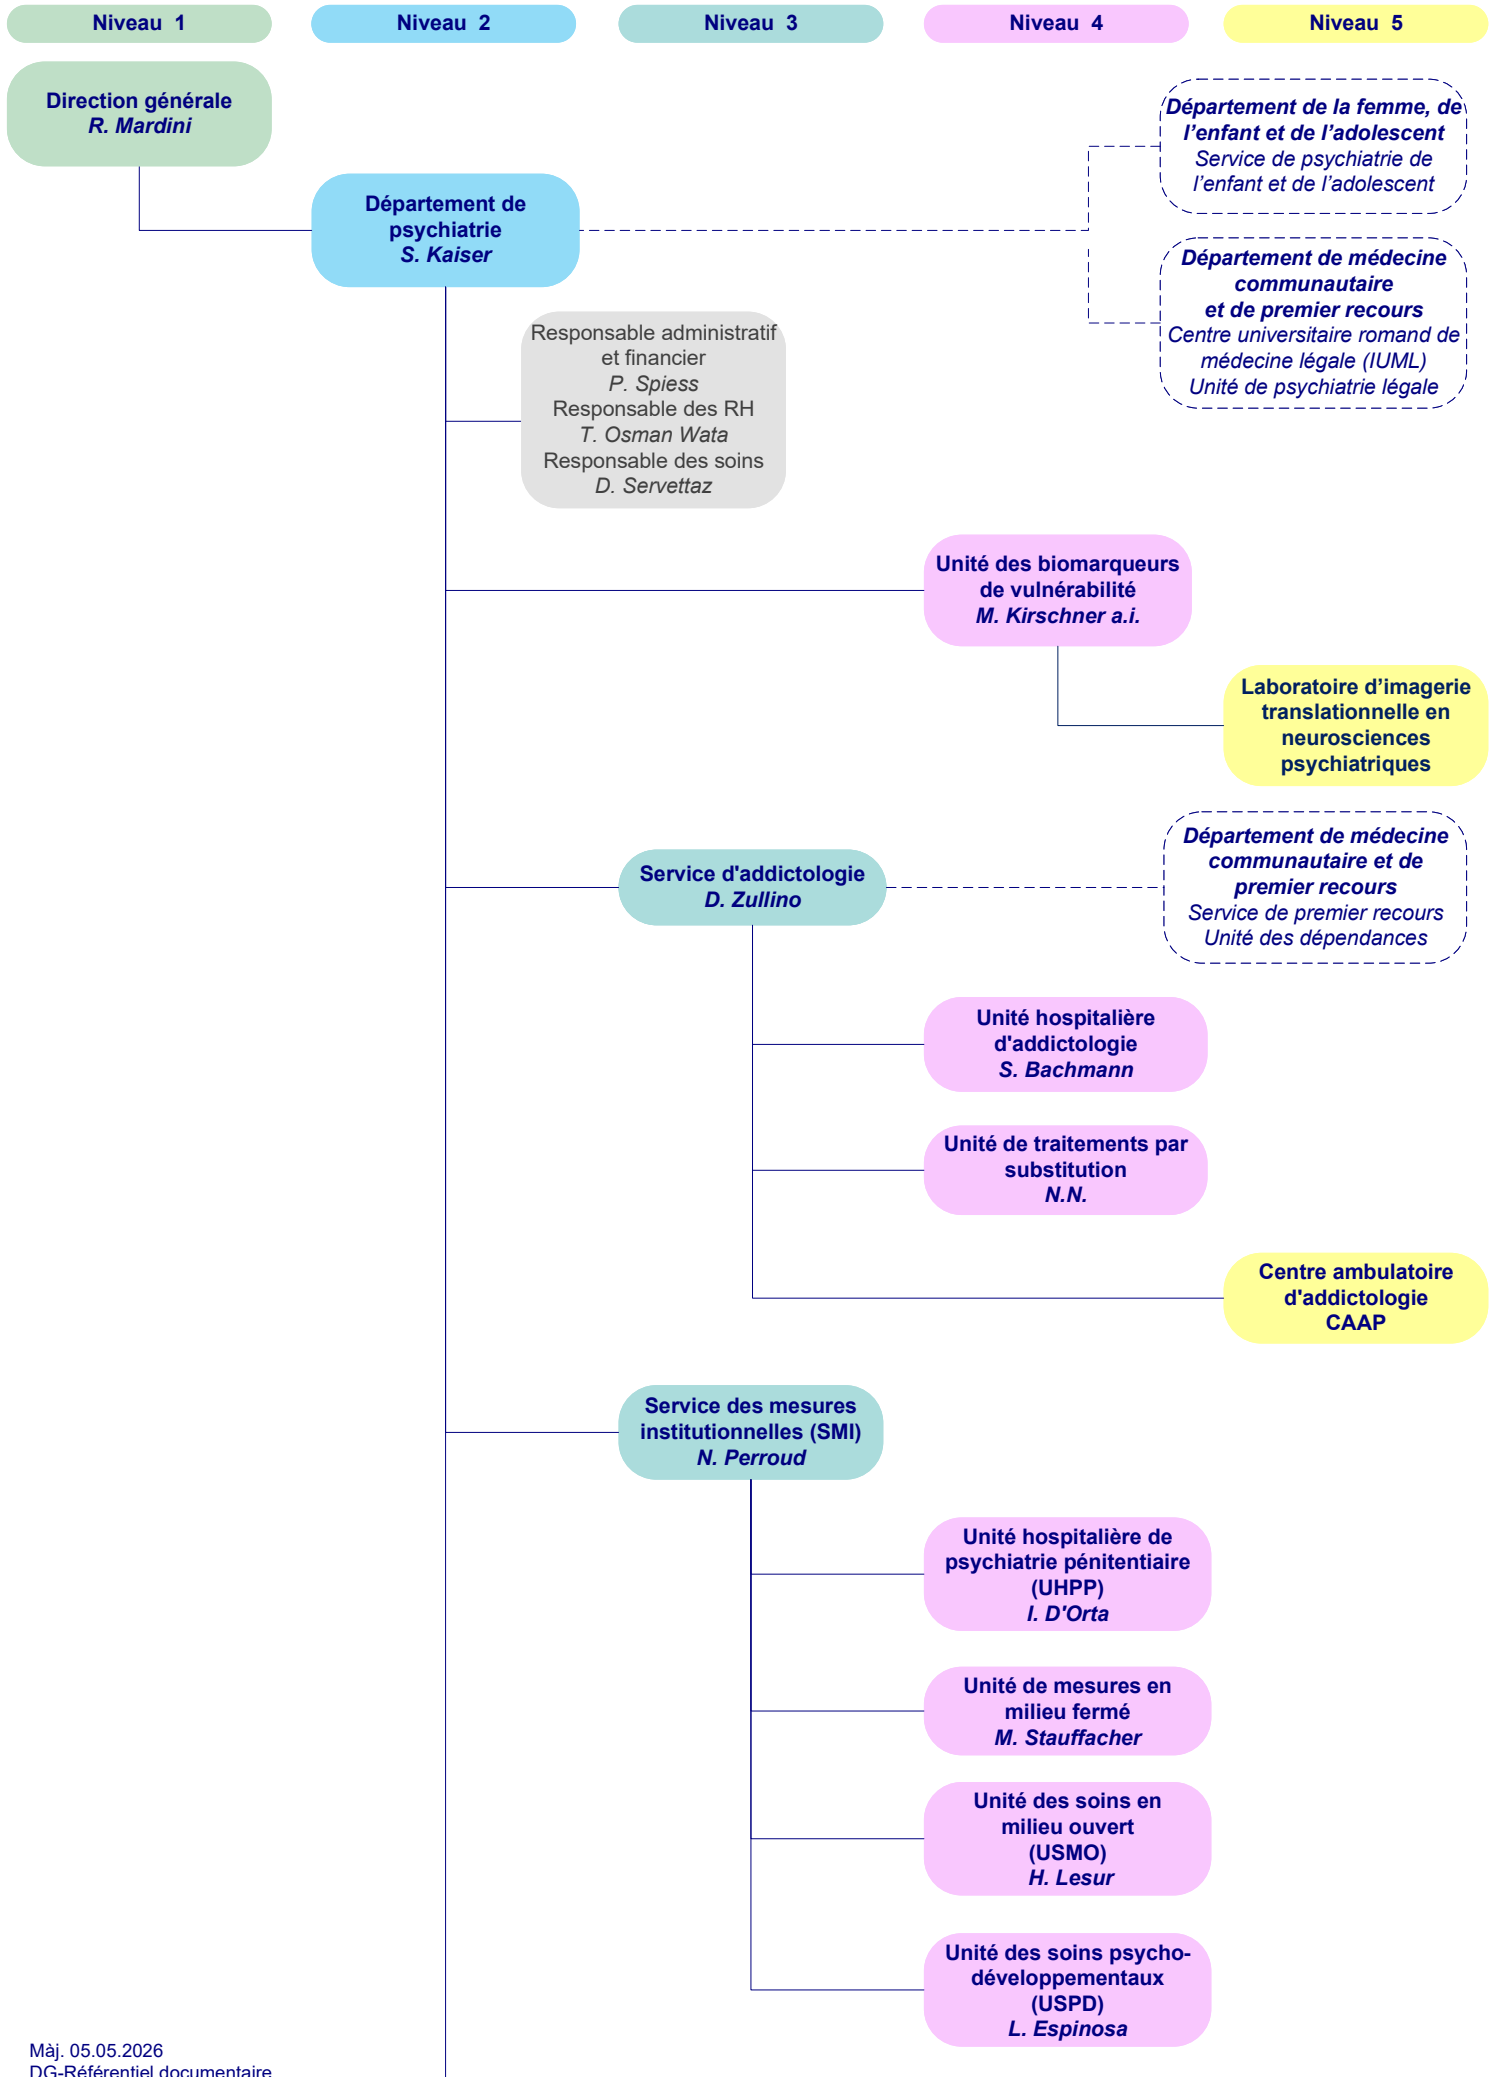 Niveau 1
Niveau 2
Niveau 3
Niveau 4
Niveau 5
Direction générale
R. Mardini
Département de la femme, de
l’enfant et de l’adolescent
Service de psychiatrie de
l’enfant et de l’adolescent
Département de
psychiatrie
S. Kaiser
Département de médecine
communautaire
et de premier recours
Centre universitaire romand de
médecine légale (IUML)
Unité de psychiatrie légale
Responsable administratif
et financier
P. Spiess
Responsable des RH
T. Osman Wata
Responsable des soins
D. Servettaz
Unité des biomarqueurs
de vulnérabilité
M. Kirschner a.i.
Laboratoire d’imagerie
translationnelle en
neurosciences
psychiatriques
Service d'addictologie
D. Zullino
Département de médecine
communautaire et de
premier recours
Service de premier recours
Unité des dépendances
Unité hospitalière
d'addictologie
S. Bachmann
Unité de traitements par
substitution
N.N.
Centre ambulatoire
d'addictologie
CAAP
Service des mesures
institutionnelles (SMI)
N. Perroud
Unité hospitalière de
psychiatrie pénitentiaire
(UHPP)
I. D'Orta
Unité de mesures en
milieu fermé
M. Stauffacher
Unité des soins en
milieu ouvert
(USMO)
H. Lesur
Unité des soins psycho-
développementaux
(USPD)
L. Espinosa
Màj. 05.05.2026
DG-Référentiel documentaire